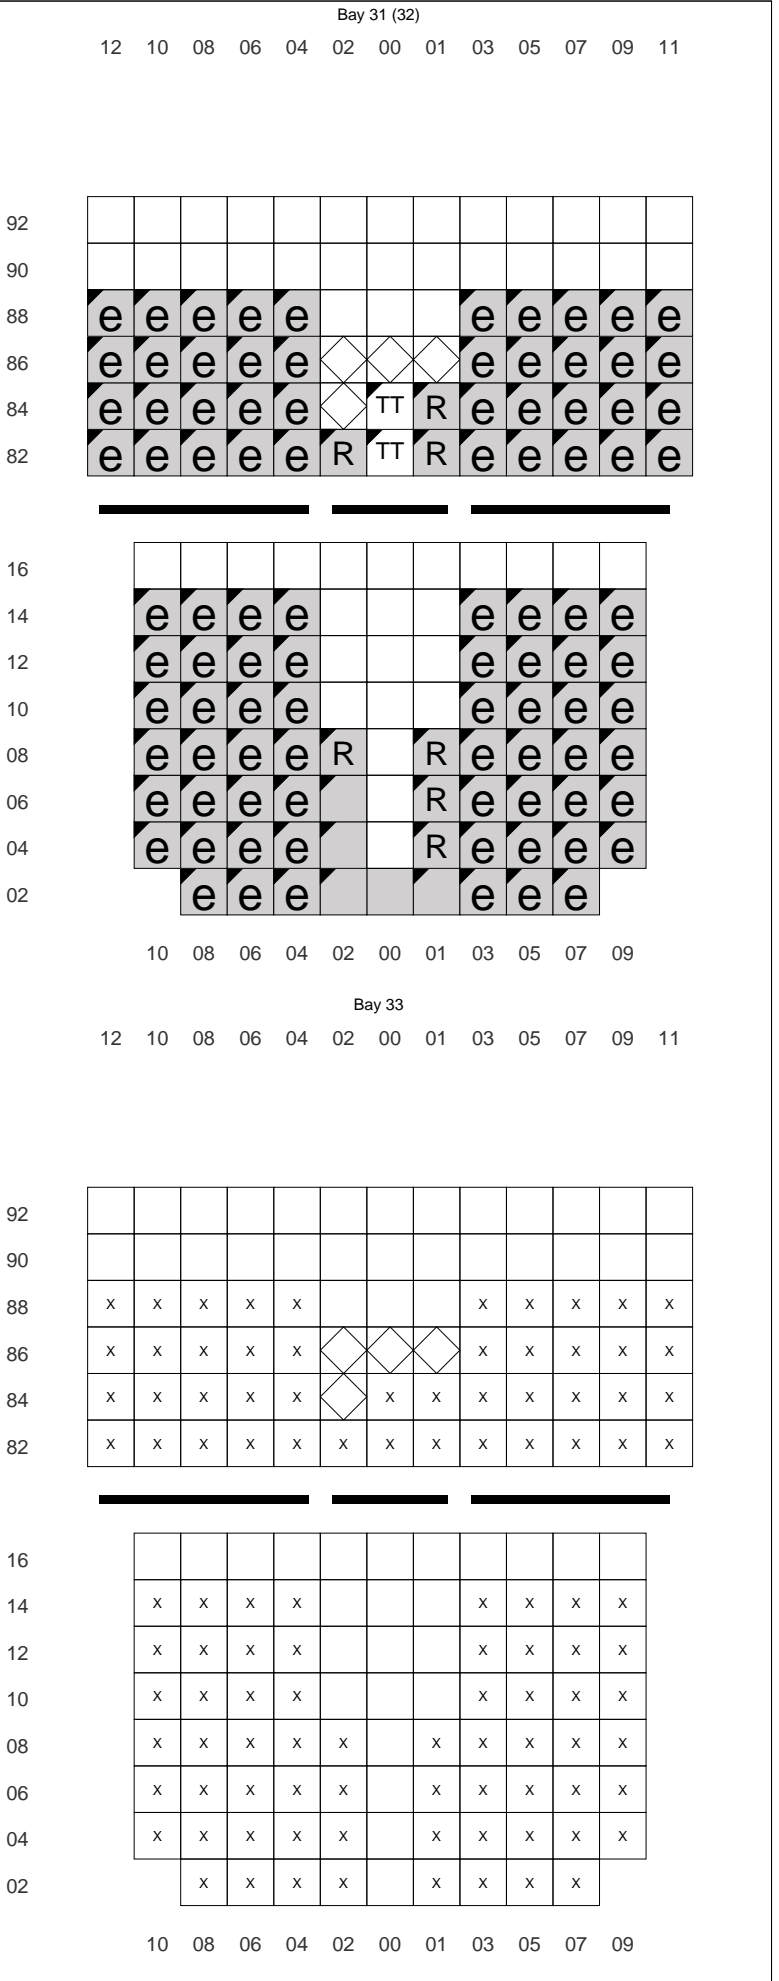 Bay 31 (32)
12 10 08 06 04 02 00 01 03 05 07 09 11
92
90
88 e e e e e e e e e e
86 e e e e e e e e e e
84 e e e e e TT R e e e e e
82 e e e e e R TT R e e e e e
16
14 e e e e e e e e
12 e e e e e e e e
10 e e e e e e e e
08 e e e e R R e e e e
06 e e e e R e e e e
04 e e e e R e e e e
02 e e e e e e
10 08 06 04 02 00 01 03 05 07 09
Bay 33
12 10 08 06 04 02 00 01 03 05 07 09 11
92
90
88 x x x x x x x x x x
86 x x x x x x x x x x
84 x x x x x x x x x x x x
82 x x x x x x x x x x x x x
16
14 x x x x x x x x
12 x x x x x x x x
10 x x x x x x x x
08 x x x x x x x x x x
06 x x x x x x x x x x
04 x x x x x x x x x x
02 x x x x x x x x
10 08 06 04 02 00 01 03 05 07 09